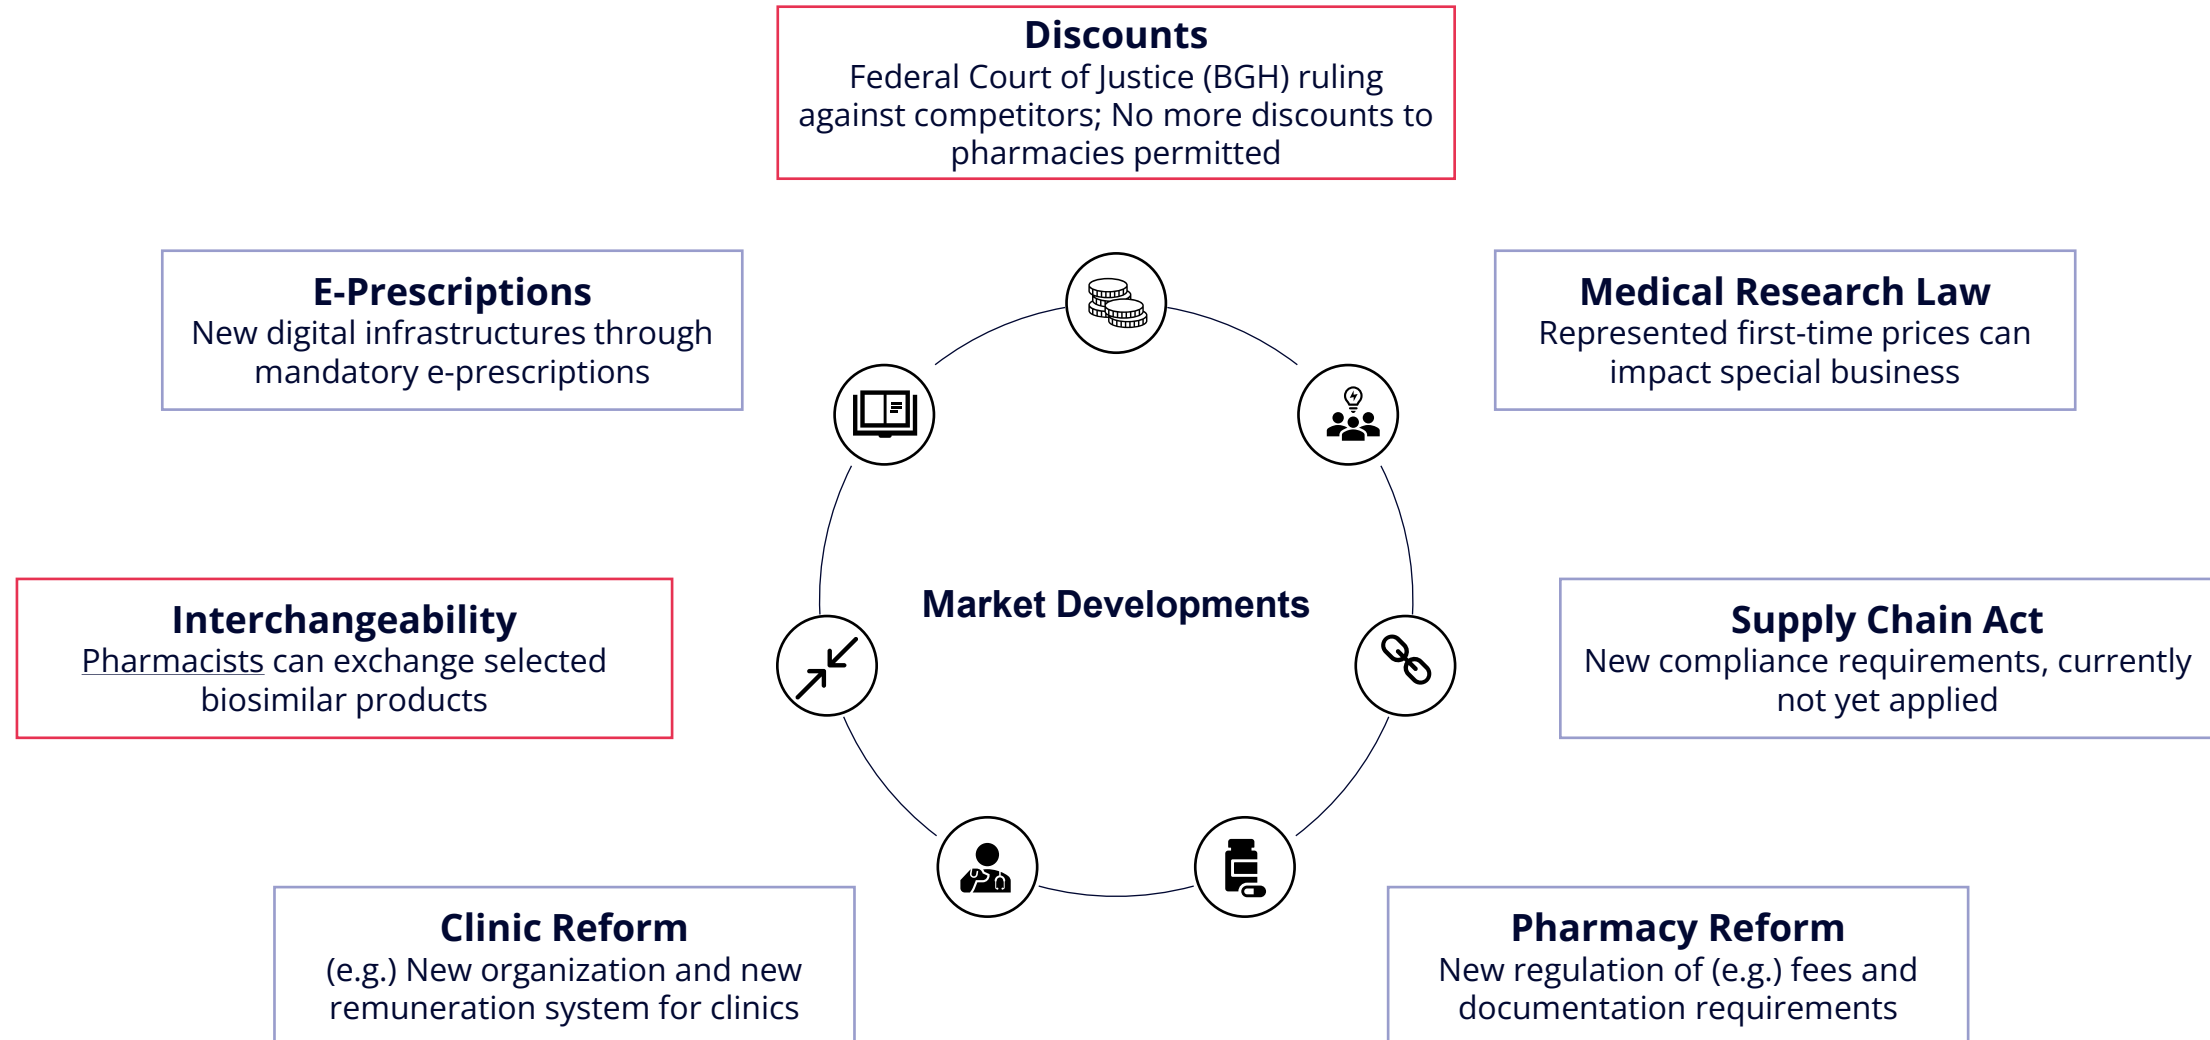 Discounts
Federal Court of Justice (BGH) ruling
against competitors; No more discounts to
pharmacies permitted
E-Prescriptions
New digital infrastructures through
mandatory e-prescriptions
Medical Research Law
Represented first-time prices can
impact special business
Market Developments
Interchangeability
Pharmacists can exchange selected
biosimilar products
Supply Chain Act
New compliance requirements, currently
not yet applied
Clinic Reform
(e.g.) New organization and new
remuneration system for clinics
Pharmacy Reform
New regulation of (e.g.) fees and
documentation requirements